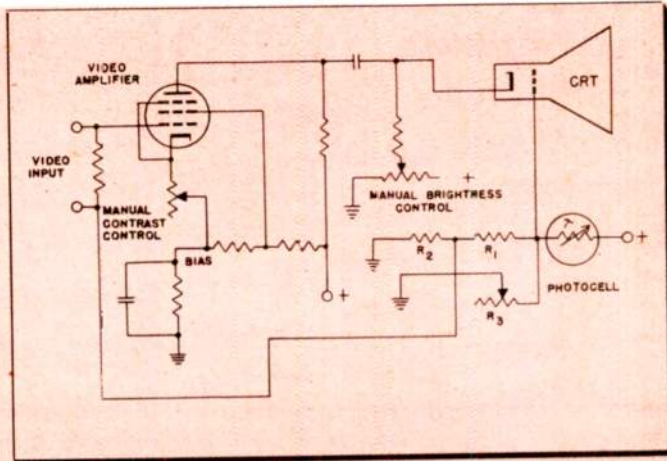 VIDEO
AMPLIFIER
CRT
VIDEO
INPUT
MANUAL
CONTRAST
CONTROL
MANUAL BRIGHTNESS
CONTROL
+
BIAS
R2
R1
+
PHOTOCELL
+
R3